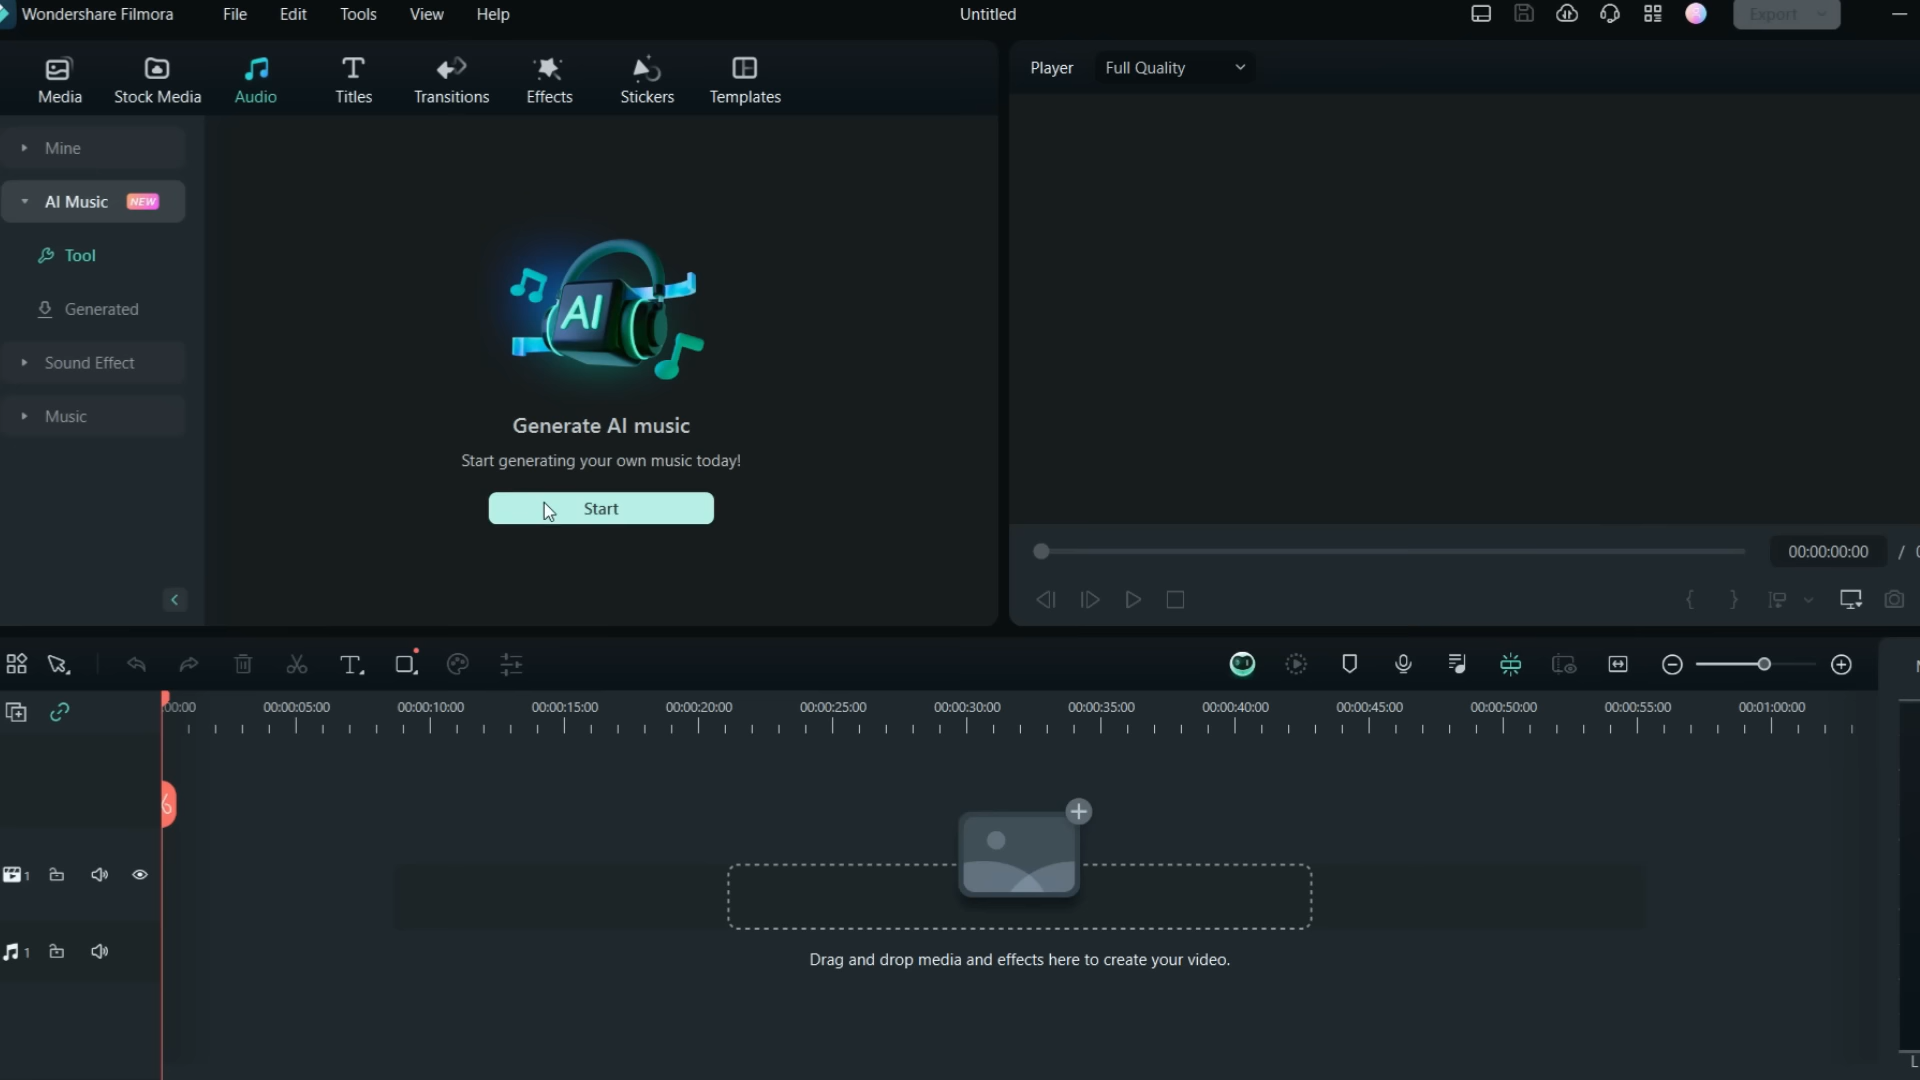 Wondershare Filmora File Edit Tools View Help Untitled Export
Media Stock Media Audio Titles Transitions Effects Stickers Templates
Player Full Quality
Mine
AI Music NEW
Tool
Generated
Sound Effect
Music
AI
Generate AI music
Start generating your own music today!
Start
00:00:00:00 /
:00:00 00:00:05:00 00:00:10:00 00:00:15:00 00:00:20:00 00:00:25:00 00:00:30:00 00:00:35:00 00:00:40:00 00:00:45:00 00:00:50:00 00:00:55:00 00:01:00:00
1
1
Drag and drop media and effects here to create your video.